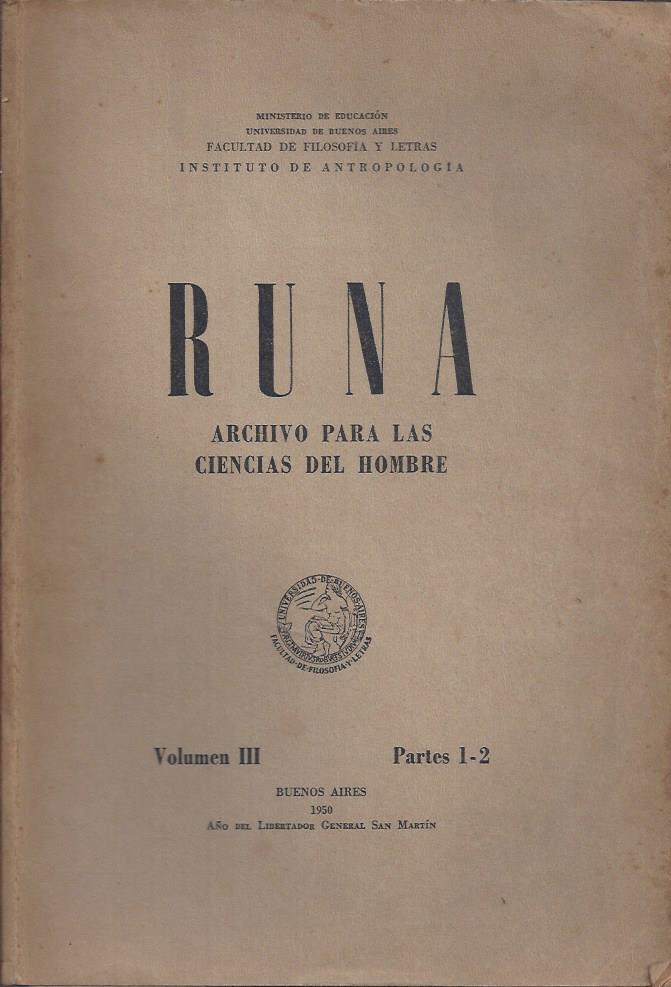 MINISTERIO DE EDUCACIÓN
UNIVERSIDAD DE BUENOS AIRES
FACULTAD DE FILOSOFÍA Y LETRAS
INSTITUTO DE ANTROPOLOGÍA
RUNA
ARCHIVO PARA LAS
CIENCIAS DEL HOMBRE
UNIVERSIDAD·DE·BUENOS·AIRES
FACULTAD·DE·FILOSOFIA·Y·LETRAS
Volumen III Partes 1-2
BUENOS AIRES
1950
Año del Libertador General San Martín